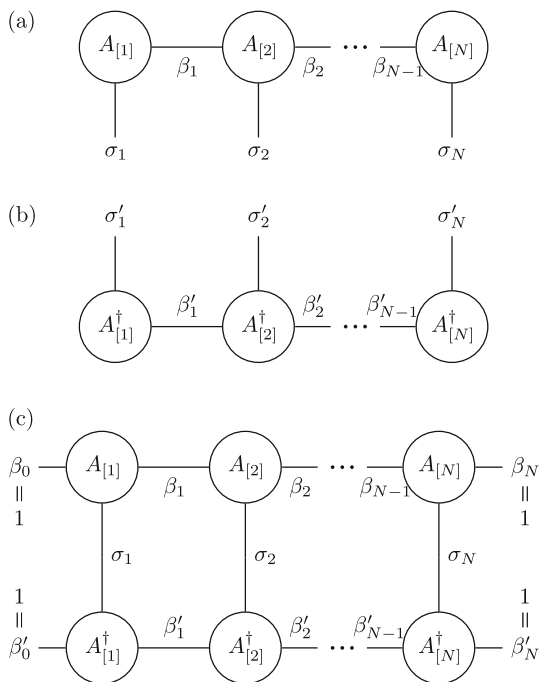 (a)
A[1] A[2] ⋯ A[N]
β1 β2 βN−1
σ1 σ2 σN
(b)
σ′1 σ′2 σ′N
β′1 β′2 β′N−1
A†[1] A†[2] ⋯ A†[N]
(c)
β0 A[1] A[2] ⋯ A[N] βN
β1 β2 βN−1
= =
1 1
σ1 σ2 σN
1 1
= =
β′1 β′2 β′N−1
β′0 A†[1] A†[2] ⋯ A†[N] β′N